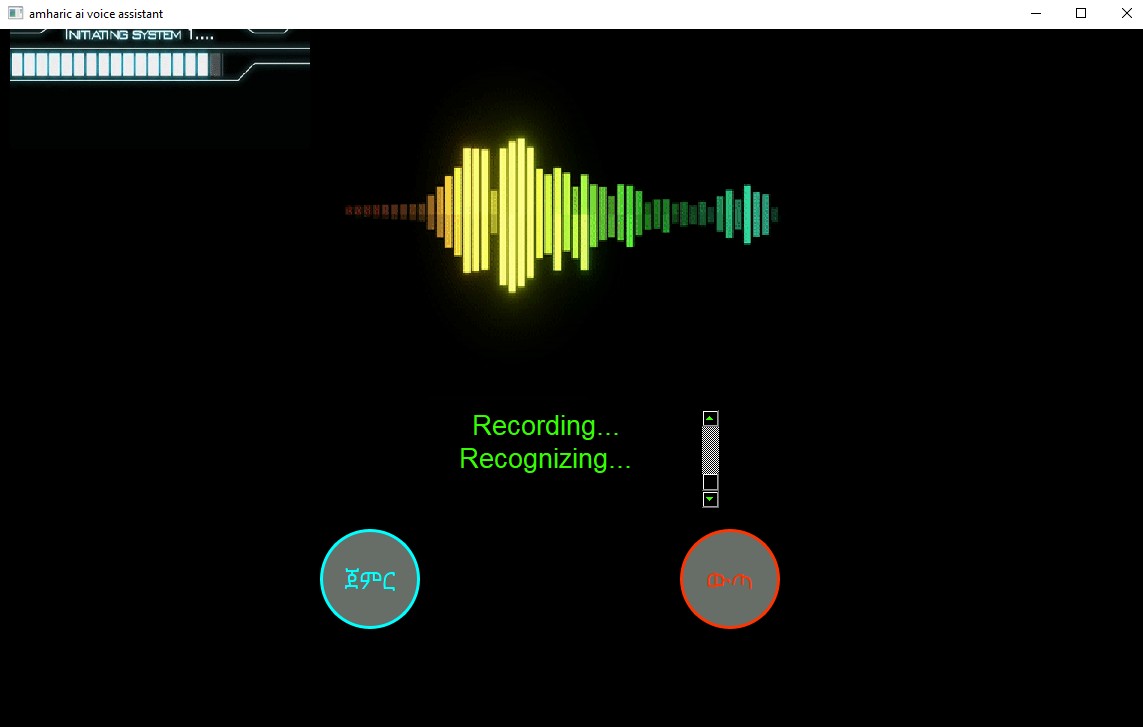 amharic ai voice assistant
INITIATING SYSTEM 1....
Recording...
Recognizing...
ጀምር
ውጣ